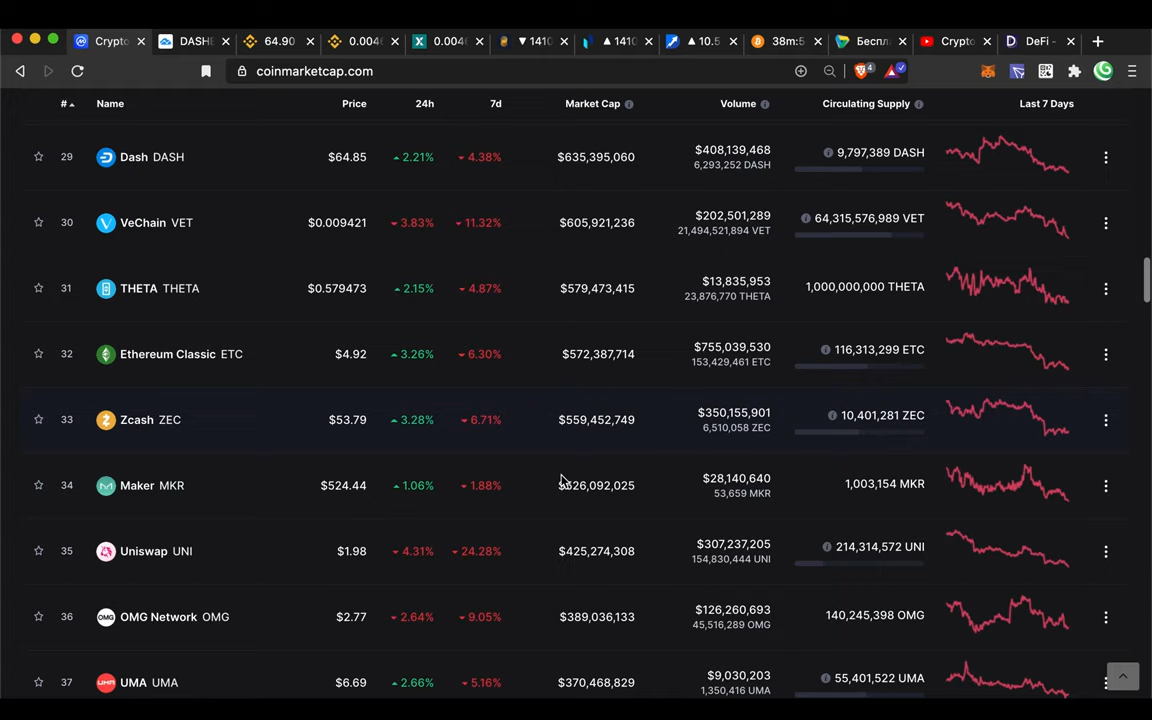 Crypto
DASHE
64.90
0.0046
0.0046
▼1410
▲1410
▲10.5
38m:5
Беспл
Crypto
DeFi -
coinmarketcap.com
4
# Name Price 24h 7d Market Cap Volume Circulating Supply Last 7 Days
29 Dash DASH $64.85 2.21% 4.38% $635,395,060 $408,139,468 9,797,389 DASH
6,293,252 DASH
30 VeChain VET $0.009421 3.83% 11.32% $605,921,236 $202,501,289 64,315,576,989 VET
21,494,521,894 VET
31 THETA THETA $0.579473 2.15% 4.87% $579,473,415 $13,835,953 1,000,000,000 THETA
23,876,770 THETA
32 Ethereum Classic ETC $4.92 3.26% 6.30% $572,387,714 $755,039,530 116,313,299 ETC
153,429,461 ETC
33 Zcash ZEC $53.79 3.28% 6.71% $559,452,749 $350,155,901 10,401,281 ZEC
6,510,058 ZEC
34 Maker MKR $524.44 1.06% 1.88% $526,092,025 $28,140,640 1,003,154 MKR
53,659 MKR
35 Uniswap UNI $1.98 4.31% 24.28% $425,274,308 $307,237,205 214,314,572 UNI
154,830,444 UNI
36 OMG Network OMG $2.77 2.64% 9.05% $389,036,133 $126,260,693 140,245,398 OMG
45,516,289 OMG
37 UMA UMA $6.69 2.66% 5.16% $370,468,829 $9,030,203 55,401,522 UMA
1,350,416 UMA